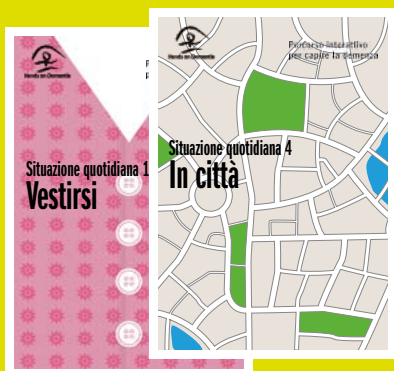 Hands on Dementia
Situazione quotidiana 1
Vestirsi
Hands on Dementia
Percorso interattivo
per capire la demenza
Situazione quotidiana 4
In città